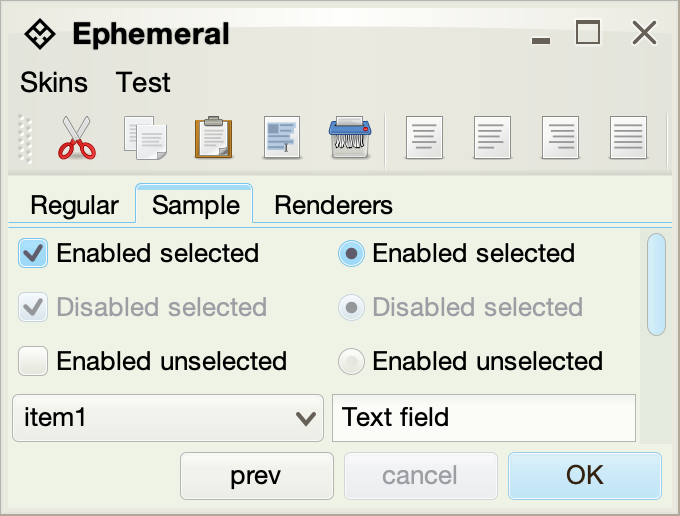 Ephemeral
Skins Test
Regular Sample Renderers
Enabled selected Enabled selected
Disabled selected Disabled selected
Enabled unselected Enabled unselected
item1 Text field
prev cancel OK